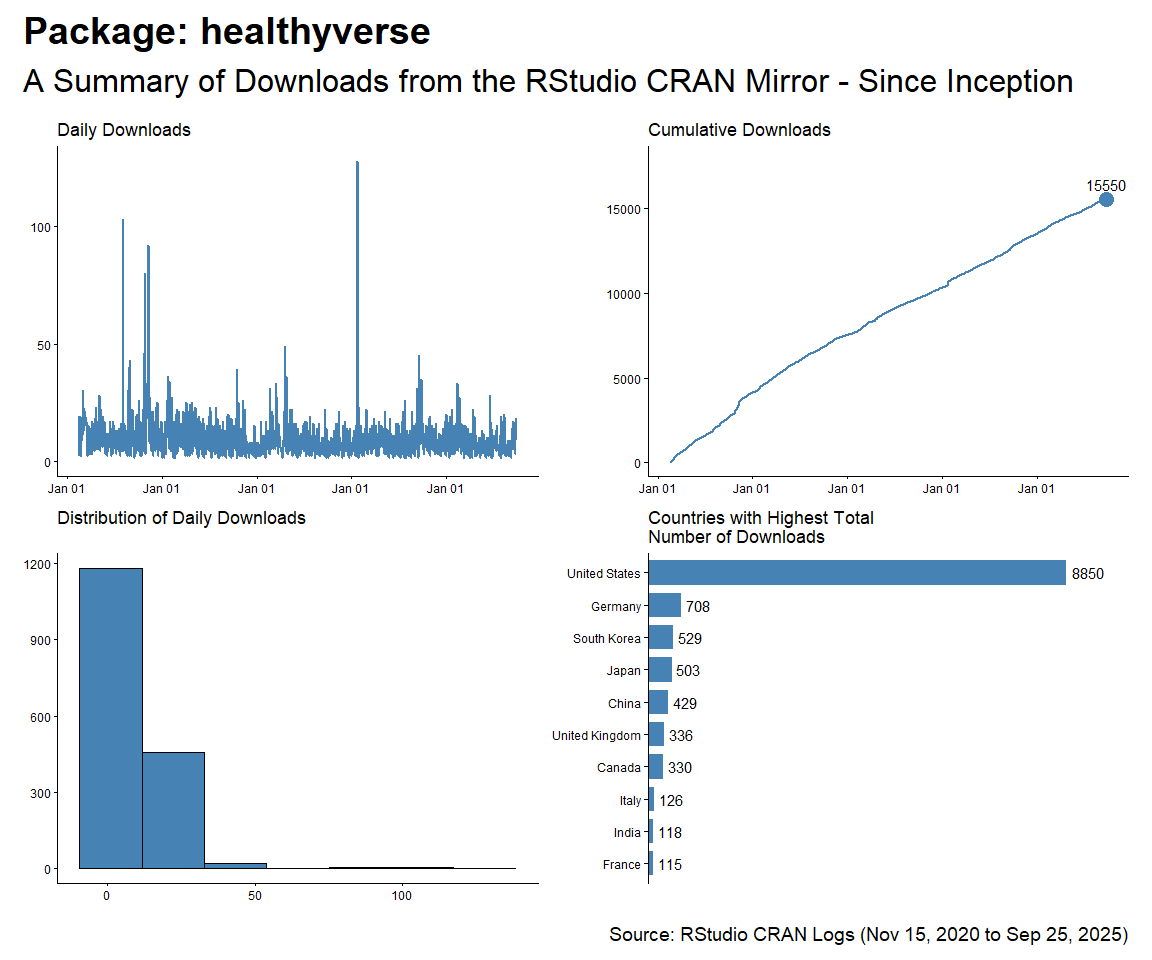 Package: healthyverse
A Summary of Downloads from the RStudio CRAN Mirror - Since Inception
Daily Downloads
100
50
0
Jan 01 Jan 01 Jan 01 Jan 01 Jan 01
Cumulative Downloads
15550
15000
10000
5000
0
Jan 01 Jan 01 Jan 01 Jan 01 Jan 01
Distribution of Daily Downloads
1200
900
600
300
0
0 50 100
Countries with Highest Total
Number of Downloads
United States 8850
Germany 708
South Korea 529
Japan 503
China 429
United Kingdom 336
Canada 330
Italy 126
India 118
France 115
Source: RStudio CRAN Logs (Nov 15, 2020 to Sep 25, 2025)